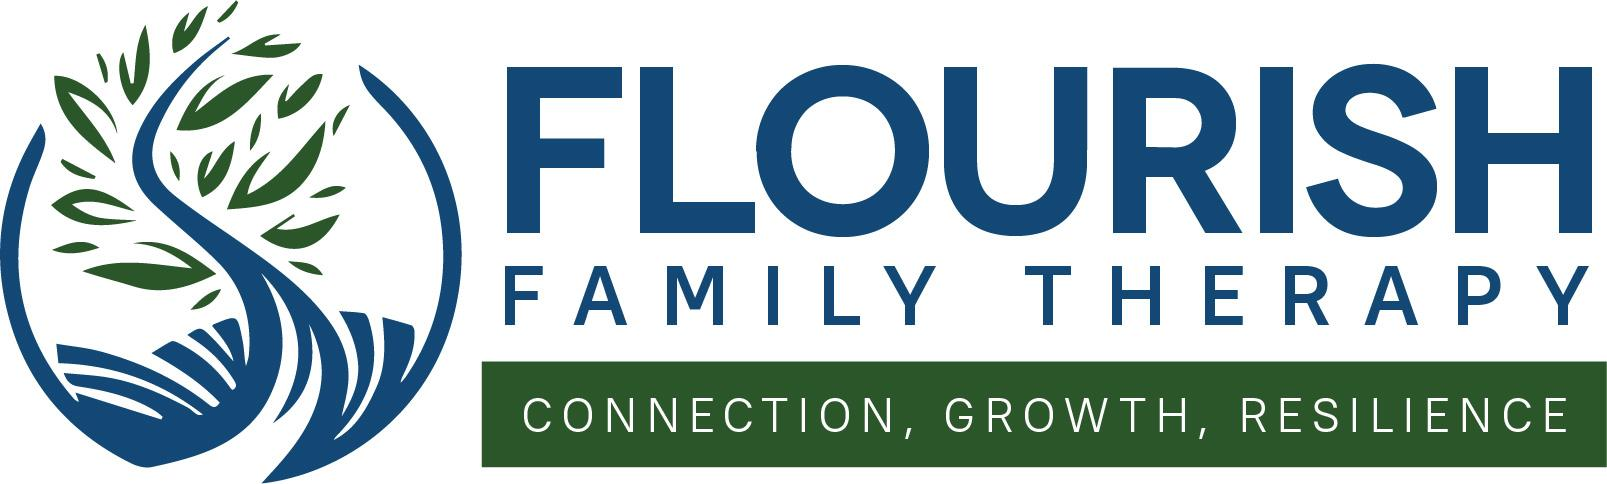 FLOURISH
FAMILY THERAPY
CONNECTION, GROWTH, RESILIENCE